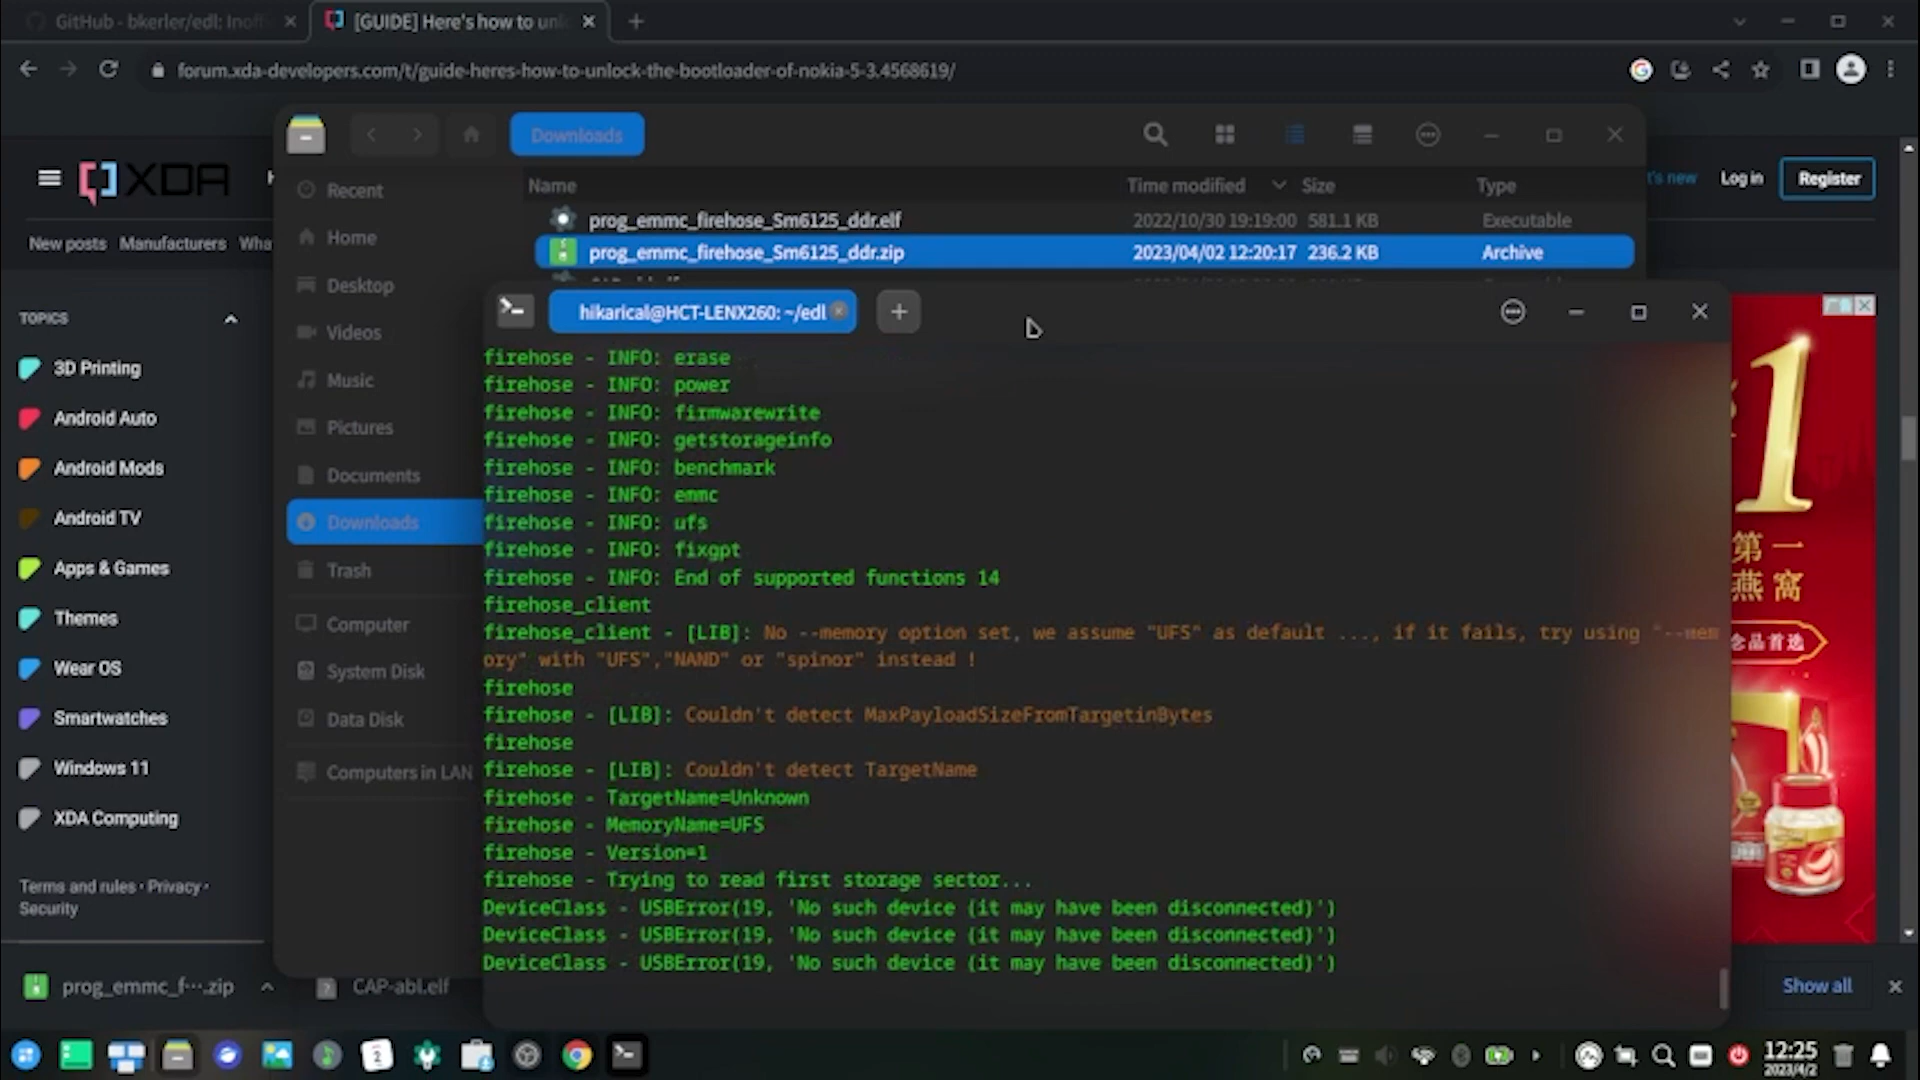 GitHub - bkerler/edl: Inoffi
[GUIDE] Here's how to unl
forum.xda-developers.com/t/guide-heres-how-to-unlock-the-bootloader-of-nokia-5-3.4568619/
Downloads
XDA
Log in
Register
New posts
Manufacturers
Wha
TOPICS
3D Printing
Android Auto
Android Mods
Android TV
Apps & Games
Themes
Wear OS
Smartwatches
Windows 11
XDA Computing
Terms and rules · Privacy ·
Security
Recent
Home
Desktop
Videos
Music
Pictures
Documents
Downloads
Trash
Computer
System Disk
Data Disk
Computers in LAN
Name
Time modified
Size
Type
prog_emmc_firehose_Sm6125_ddr.elf
2022/10/30 19:19:00
581.1 KB
Executable
prog_emmc_firehose_Sm6125_ddr.zip
2023/04/02 12:20:17
236.2 KB
Archive
hikarical@HCT-LENX260: ~/edl
firehose - INFO: erase
firehose - INFO: power
firehose - INFO: firmwarewrite
firehose - INFO: getstorageinfo
firehose - INFO: benchmark
firehose - INFO: emmc
firehose - INFO: ufs
firehose - INFO: fixgpt
firehose - INFO: End of supported functions 14
firehose_client
firehose_client - [LIB]: No --memory option set, we assume "UFS" as default ..., if it fails, try using "--mem
ory" with "UFS","NAND" or "spinor" instead !
firehose
firehose - [LIB]: Couldn't detect MaxPayloadSizeFromTargetinBytes
firehose
firehose - [LIB]: Couldn't detect TargetName
firehose - TargetName=Unknown
firehose - MemoryName=UFS
firehose - Version=1
firehose - Trying to read first storage sector...
DeviceClass - USBError(19, 'No such device (it may have been disconnected)')
DeviceClass - USBError(19, 'No such device (it may have been disconnected)')
DeviceClass - USBError(19, 'No such device (it may have been disconnected)')
第一
燕窝
念品首选
prog_emmc_f···.zip
CAP-abl.elf
Show all
12:25
2023/4/2